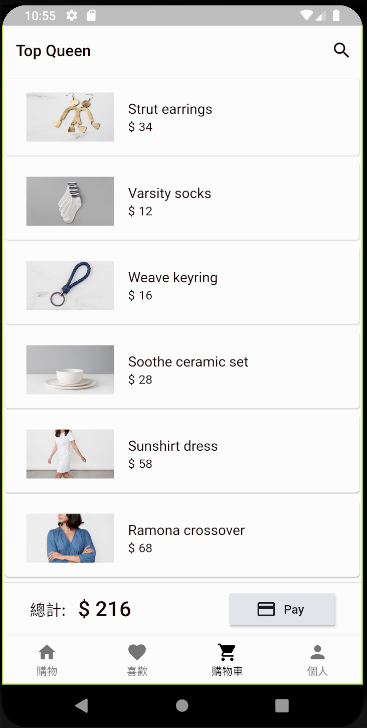 10:55
Top Queen
Strut earrings
$ 34
Varsity socks
$ 12
Weave keyring
$ 16
Soothe ceramic set
$ 28
Sunshirt dress
$ 58
Ramona crossover
$ 68
總計: $ 216 Pay
購物 喜歡 購物車 個人